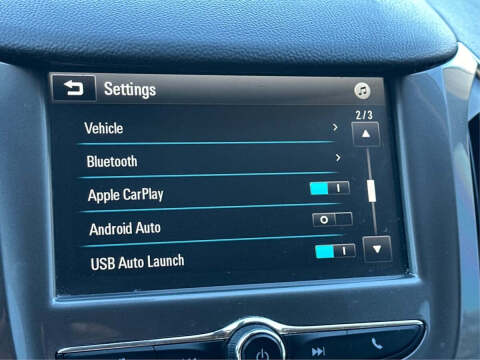 Settings
2/3
Vehicle
Bluetooth
Apple CarPlay
I
Android Auto
O
USB Auto Launch
I